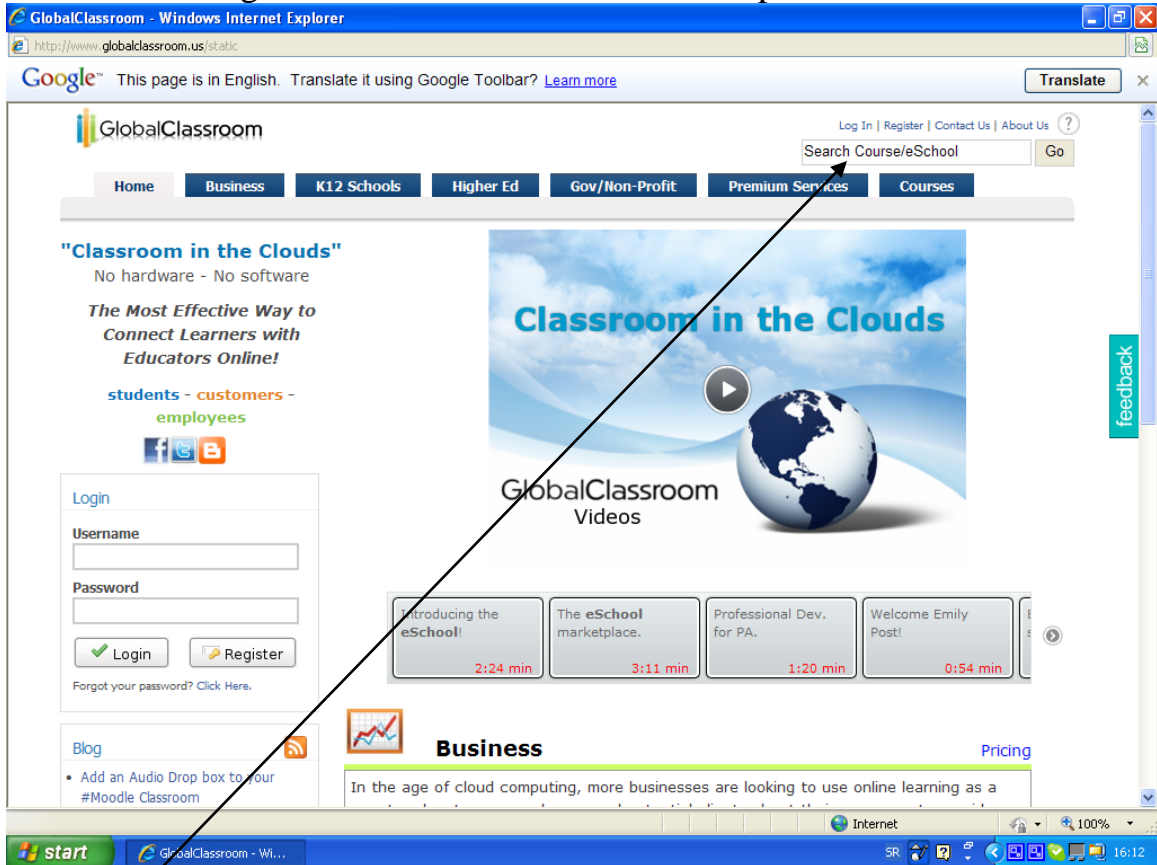 GlobalClassroom - Windows Internet Explorer
http://www.globalclassroom.us/static
Google™ This page is in English. Translate it using Google Toolbar? Learn more Translate
GlobalClassroom
Log In | Register | Contact Us | About Us ?
Search Course/eSchool Go
Home Business K12 Schools Higher Ed Gov/Non-Profit Premium Services Courses
"Classroom in the Clouds"
No hardware - No software
The Most Effective Way to
Connect Learners with
Educators Online!
students - customers -
employees
Classroom in the Clouds
GlobalClassroom
Videos
feedback
Login
Username
Password
Login Register
Forgot your password? Click Here.
Introducing the
eSchool!
2:24 min
The eSchool
marketplace.
3:11 min
Professional Dev.
for PA.
1:20 min
Welcome Emily
Post!
0:54 min
Blog
• Add an Audio Drop box to your
#Moodle Classroom
Business
Pricing
In the age of cloud computing, more businesses are looking to use online learning as a
Internet 100%
start GlobalClassroom - Wi... SR 16:12